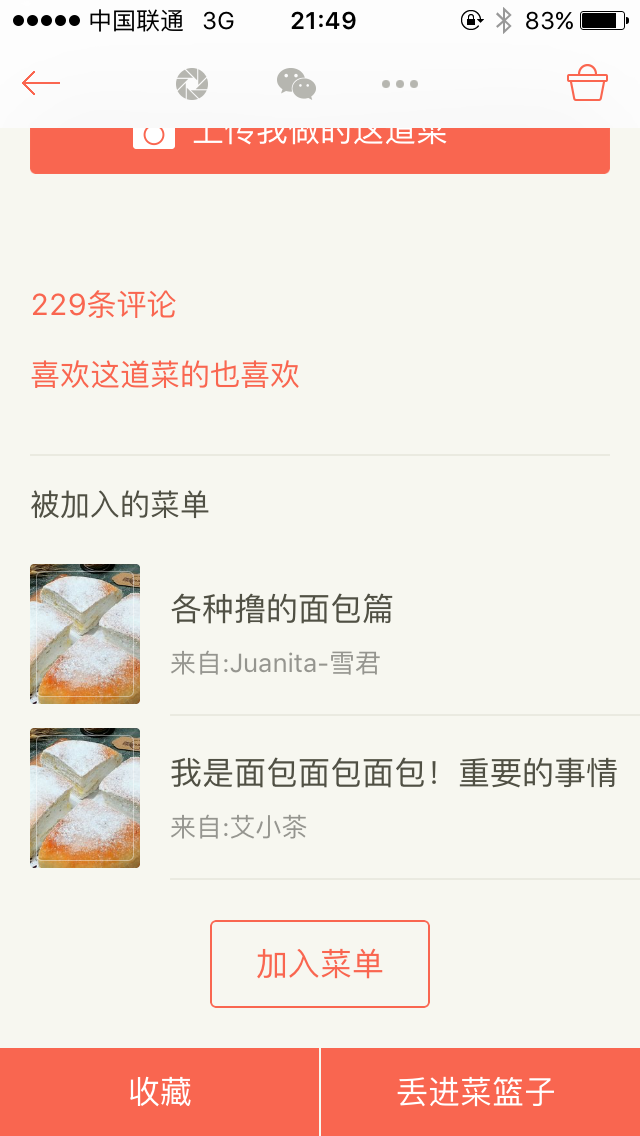 中国联通 3G 21:49 83%
上传我做的这道菜
229条评论
喜欢这道菜的也喜欢
被加入的菜单
各种撸的面包篇
来自:Juanita-雪君
我是面包面包面包！重要的事情
来自:艾小茶
加入菜单
收藏 丢进菜篮子